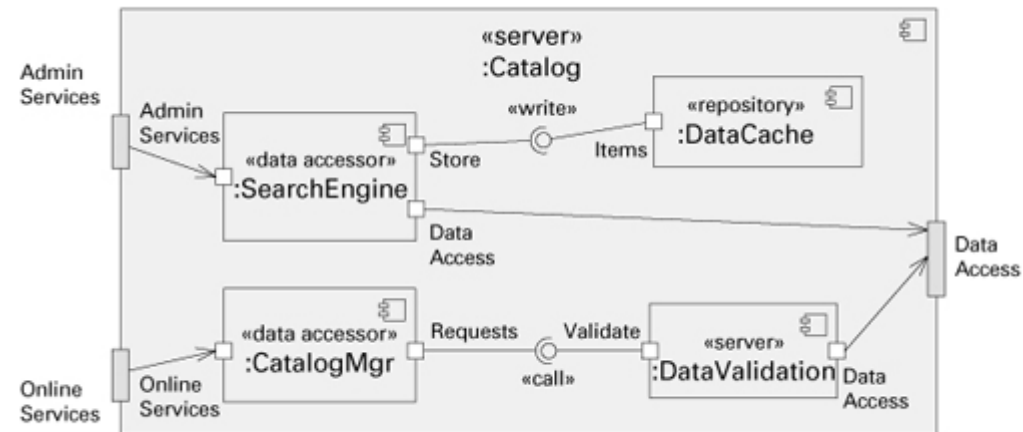 «server»
:Catalog
Admin
Services
Admin
Services
«write»
«repository»
:DataCache
«data accessor»
:SearchEngine
Store
Items
Data
Access
Data
Access
«data accessor»
:CatalogMgr
Requests
Validate
«call»
«server»
:DataValidation
Data
Access
Online
Services
Online
Services